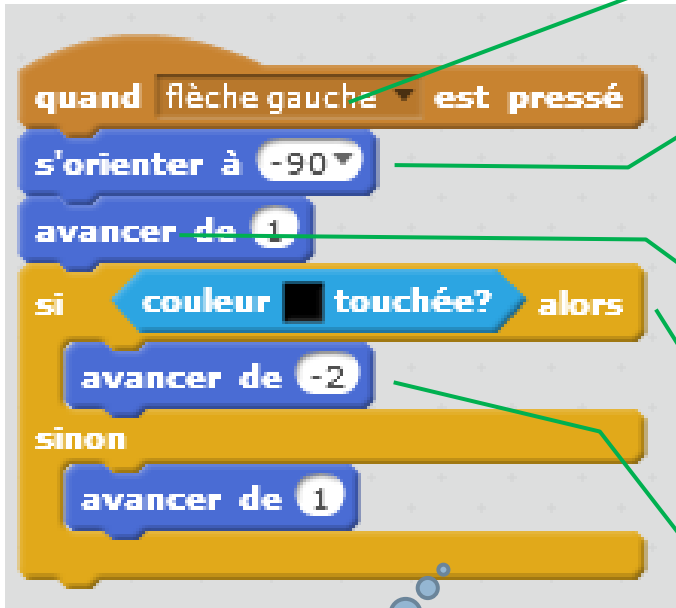 quand flèche gauche est pressé
s'orienter à -90
avancer de 1
si couleur touchée? alors
avancer de -2
sinon
avancer de 1